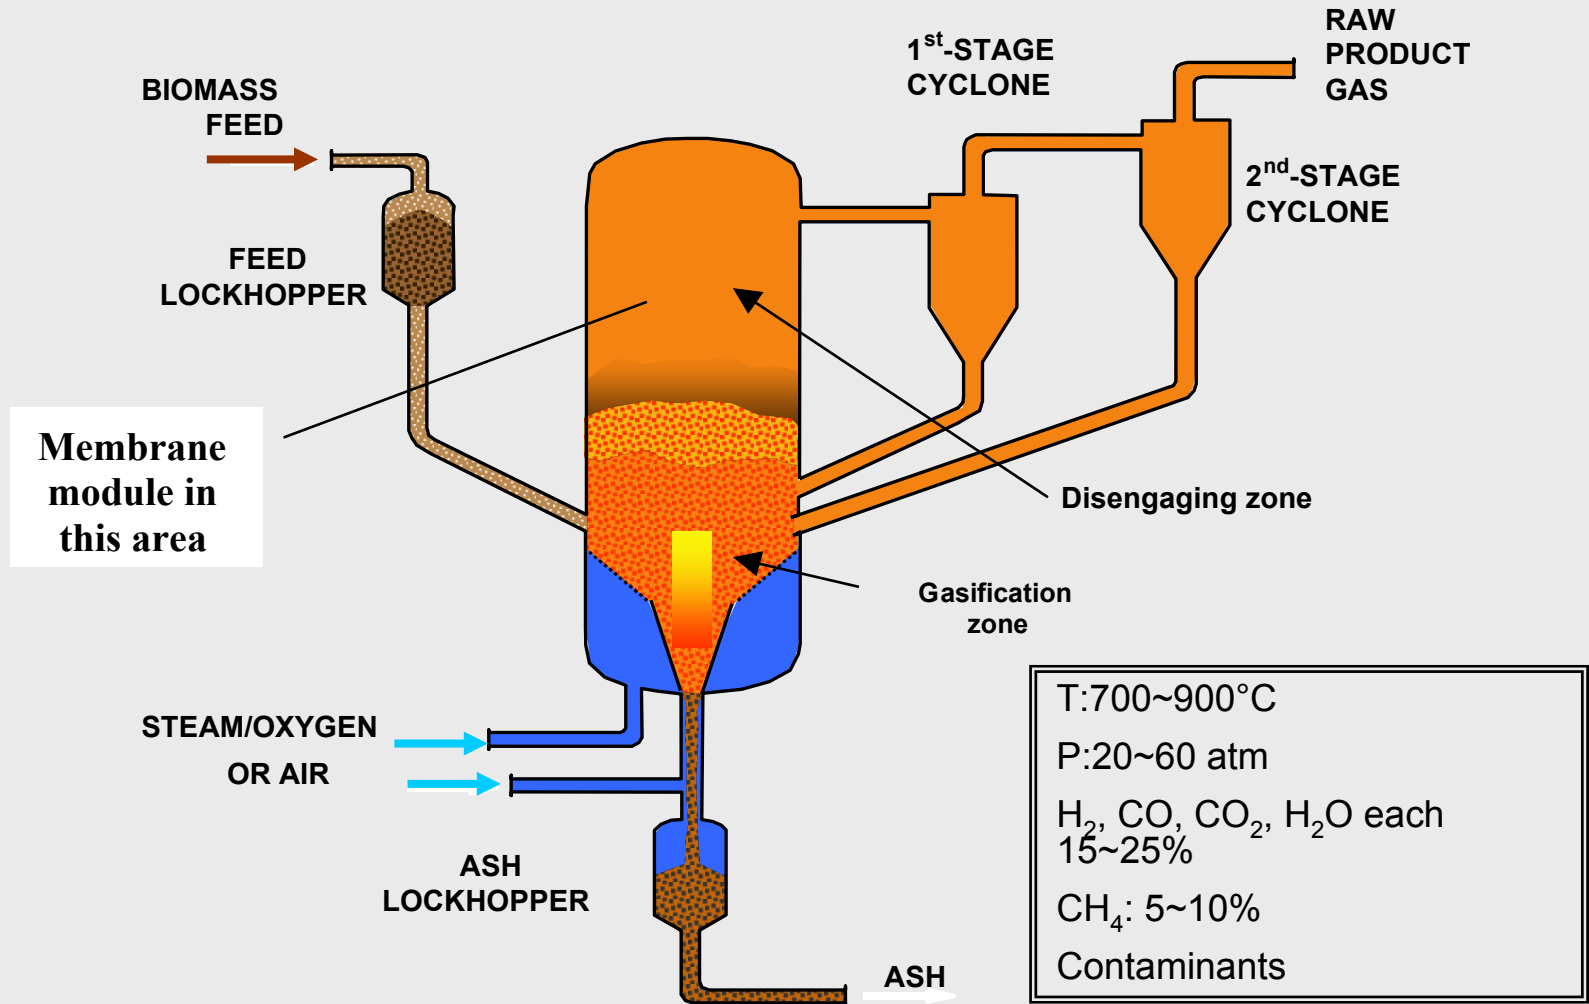 RAW
PRODUCT
GAS
1st-STAGE
CYCLONE
BIOMASS
FEED
2nd-STAGE
CYCLONE
FEED
LOCKHOPPER
Membrane
module in
this area
Disengaging zone
Gasification
zone
STEAM/OXYGEN
OR AIR
ASH
LOCKHOPPER
ASH
T:700~900°C
P:20~60 atm
H2, CO, CO2, H2O each
15~25%
CH4: 5~10%
Contaminants